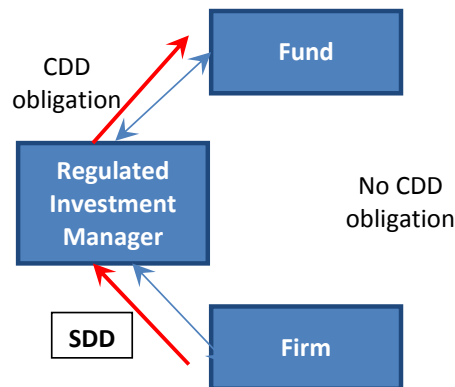 Fund
CDD
obligation
Regulated
Investment
Manager
No CDD
obligation
SDD
Firm